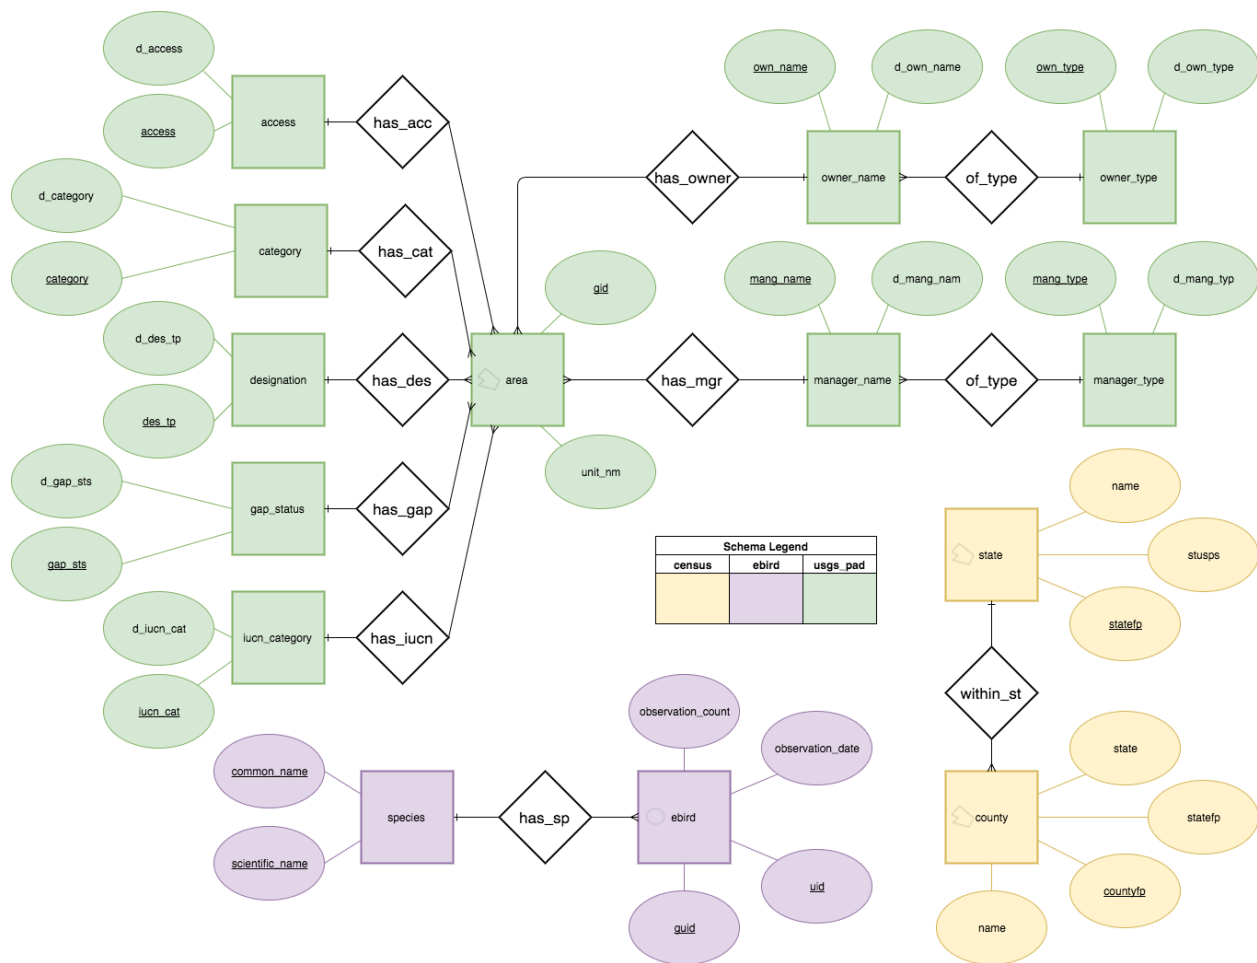 d_access
access
access
has_acc
own_name
d_own_name
own_type
d_own_type
has_owner
owner_name
of_type
owner_type
d_category
category
category
has_cat
gid
mang_name
d_mang_nam
mang_type
d_mang_typ
d_des_tp
des_tp
designation
has_des
area
has_mgr
manager_name
of_type
manager_type
unit_nm
d_gap_sts
gap_sts
gap_status
has_gap
d_iucn_cat
iucn_cat
iucn_category
has_iucn
Schema Legend
census
ebird
usgs_pad
name
state
stusps
statefp
within_st
observation_count
observation_date
common_name
scientific_name
species
has_sp
ebird
uid
guid
state
county
statefp
countyfp
name